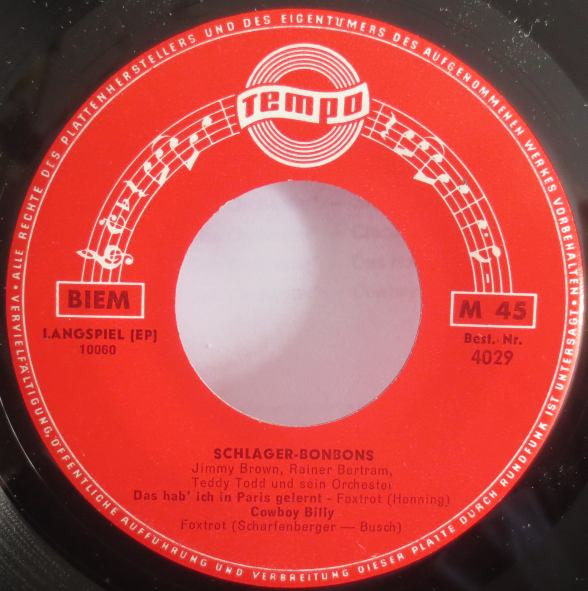 ALLE RECHTE DES PLATTENHERSTELLERS UND DES EIGENTÜMERS DES AUFGENOMMENEN WERKES VORBEHALTEN • VERVIELFÄLTIGUNG, ÖFFENTLICHE AUFFÜHRUNG UND VERBREITUNG DIESER PLATTE DURCH RUNDFUNK IST UNTERSAGT •
Tempo
BIEM
M 45
LANGSPIEL (EP)
10060
Best.-Nr.
4029
SCHLAGER-BONBONS
Jimmy Brown, Rainer Bertram,
Teddy Todd und sein Orchester
Das hab' ich in Paris gelernt - Foxtrot (Henning)
Cowboy Billy
Foxtrot (Scharfenberger — Busch)